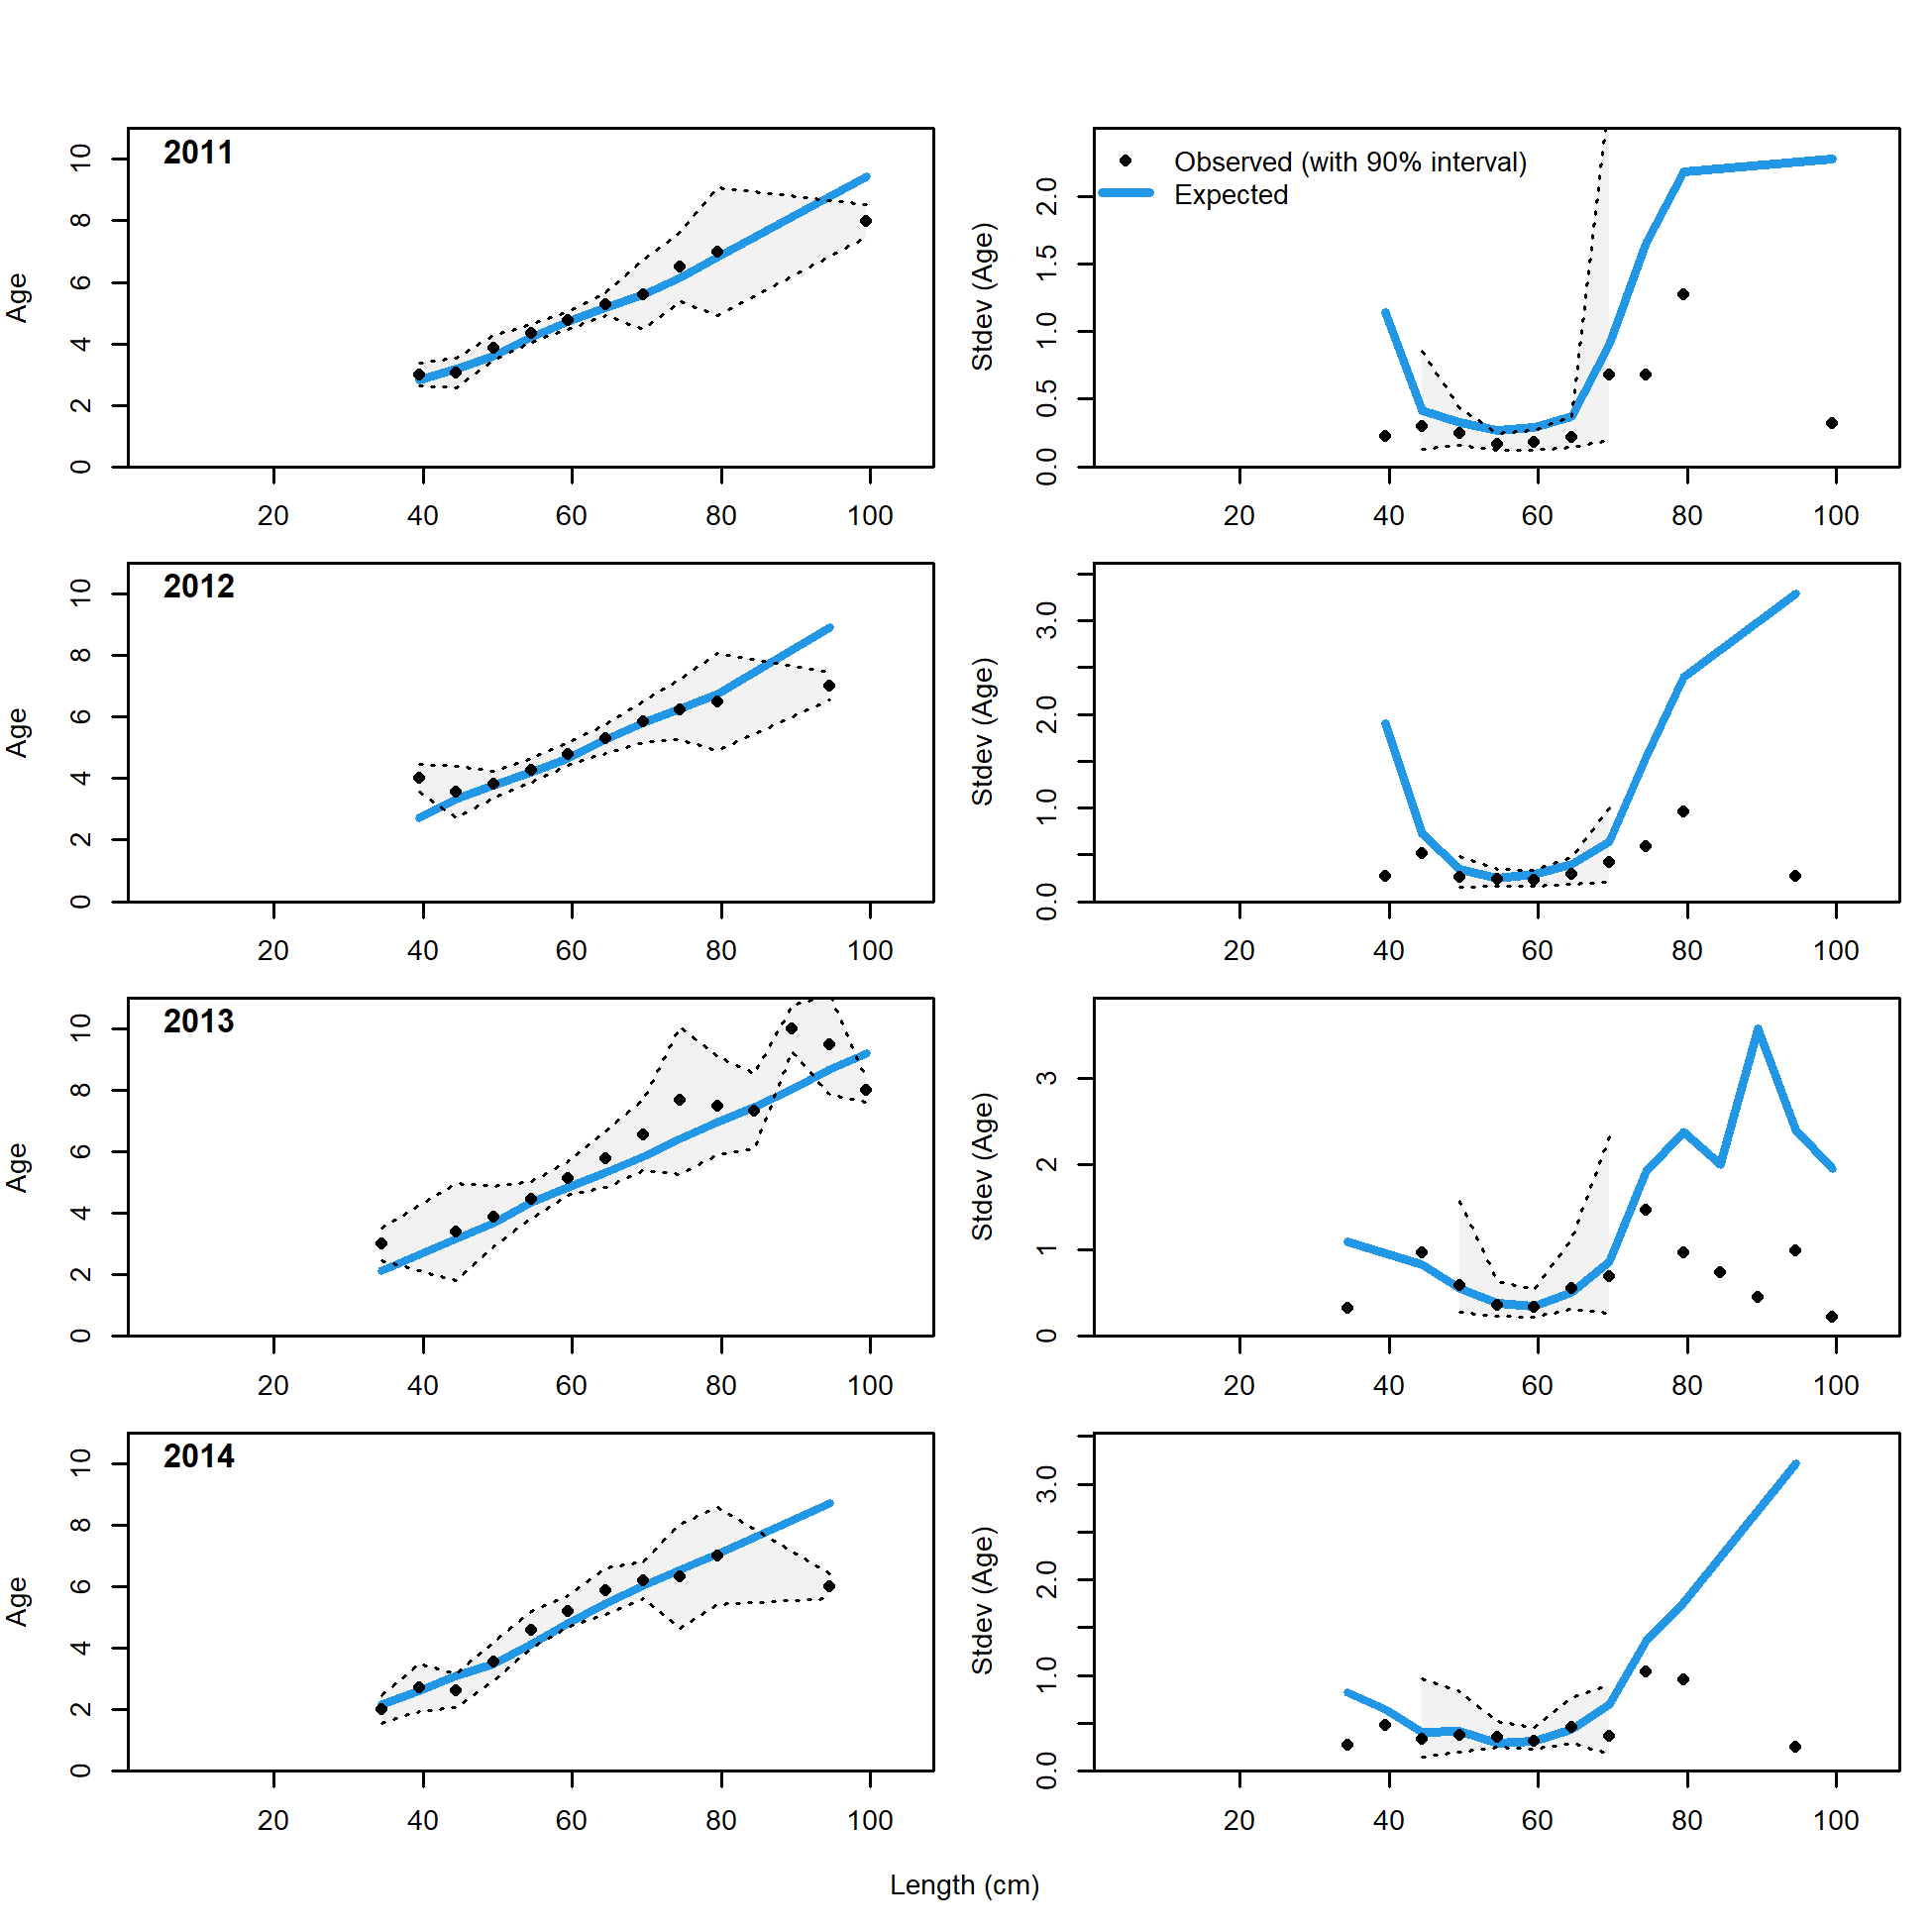 2011
Age
0 2 4 6 8 10
20 40 60 80 100
Observed (with 90% interval)
Expected
Stdev (Age)
0.0 0.5 1.0 1.5 2.0
20 40 60 80 100
2012
Age
0 2 4 6 8 10
20 40 60 80 100
Stdev (Age)
0.0 1.0 2.0 3.0
20 40 60 80 100
2013
Age
0 2 4 6 8 10
20 40 60 80 100
Stdev (Age)
0 1 2 3
20 40 60 80 100
2014
Age
0 2 4 6 8 10
20 40 60 80 100
Stdev (Age)
0.0 1.0 2.0 3.0
20 40 60 80 100
Length (cm)